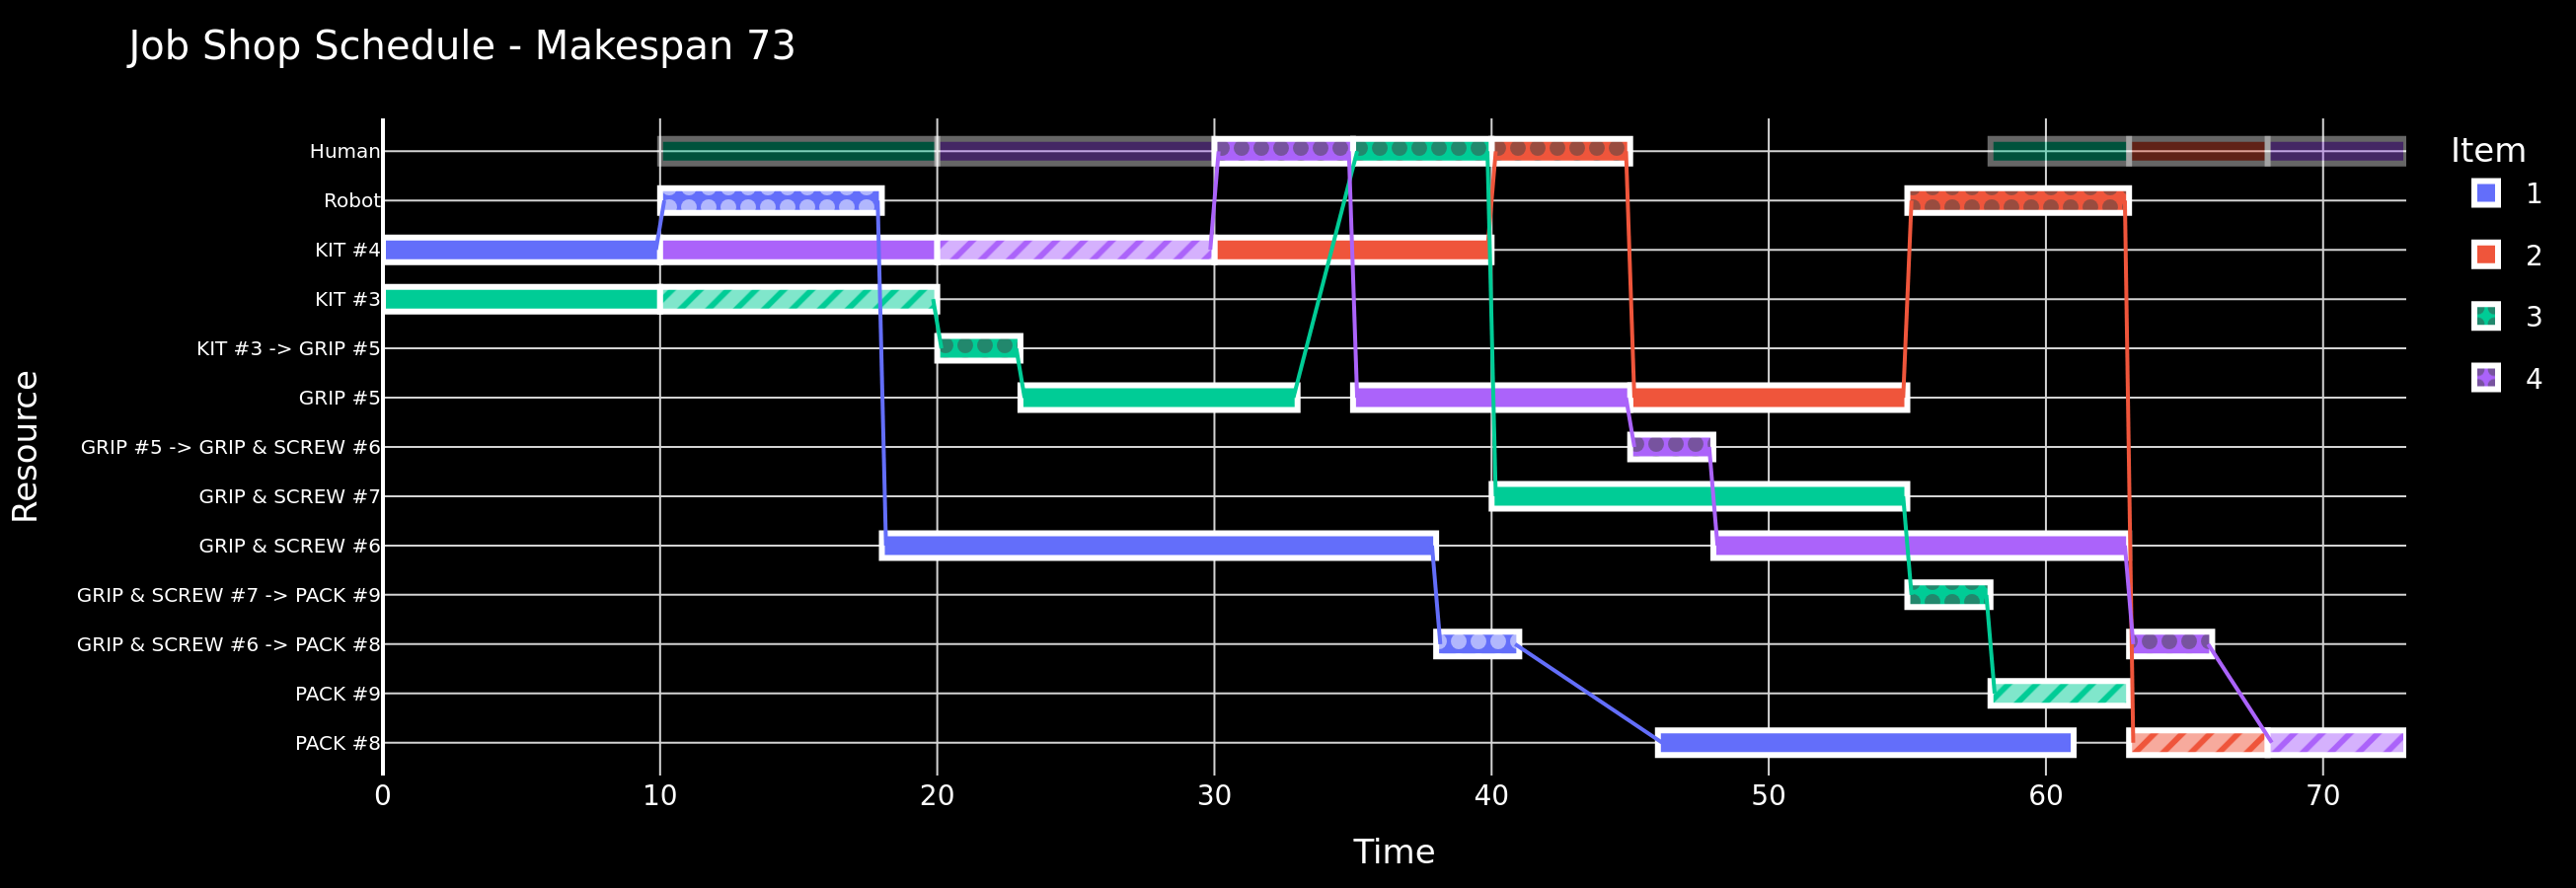 Job Shop Schedule - Makespan 73
Item
1
2
3
4
Resource
Human
Robot
KIT #4
KIT #3
KIT #3 -> GRIP #5
GRIP #5
GRIP #5 -> GRIP & SCREW #6
GRIP & SCREW #7
GRIP & SCREW #6
GRIP & SCREW #7 -> PACK #9
GRIP & SCREW #6 -> PACK #8
PACK #9
PACK #8
0 10 20 30 40 50 60 70
Time